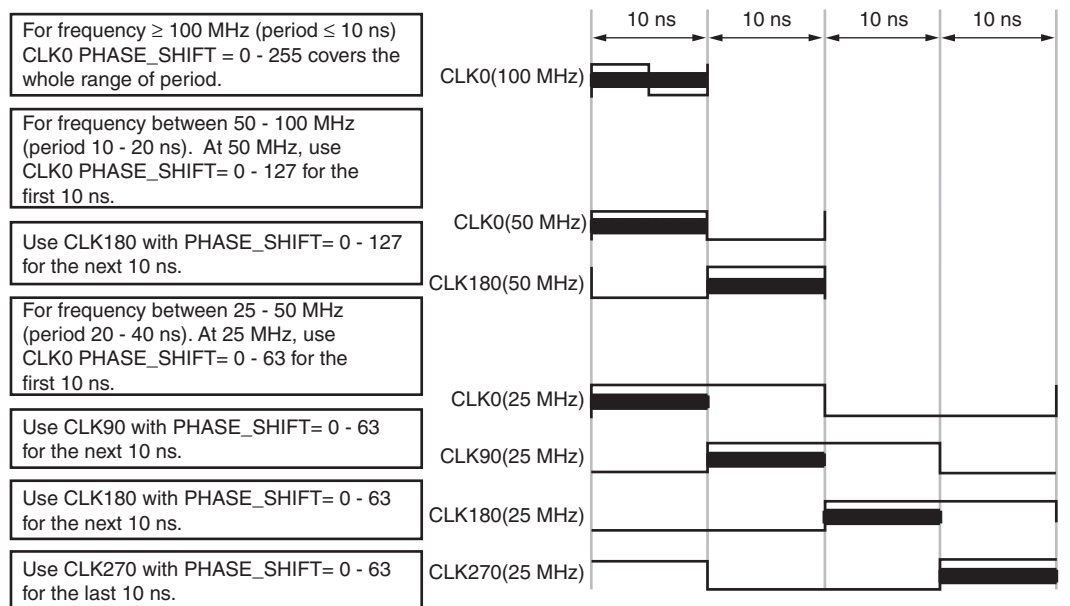 For frequency ≥ 100 MHz (period ≤ 10 ns)
CLK0 PHASE_SHIFT = 0 - 255 covers the
whole range of period.
For frequency between 50 - 100 MHz
(period 10 - 20 ns). At 50 MHz, use
CLK0 PHASE_SHIFT= 0 - 127 for the
first 10 ns.
Use CLK180 with PHASE_SHIFT= 0 - 127
for the next 10 ns.
For frequency between 25 - 50 MHz
(period 20 - 40 ns). At 25 MHz, use
CLK0 PHASE_SHIFT= 0 - 63 for the
first 10 ns.
Use CLK90 with PHASE_SHIFT= 0 - 63
for the next 10 ns.
Use CLK180 with PHASE_SHIFT= 0 - 63
for the next 10 ns.
Use CLK270 with PHASE_SHIFT= 0 - 63
for the last 10 ns.
10 ns 10 ns 10 ns 10 ns
CLK0(100 MHz)
CLK0(50 MHz)
CLK180(50 MHz)
CLK0(25 MHz)
CLK90(25 MHz)
CLK180(25 MHz)
CLK270(25 MHz)